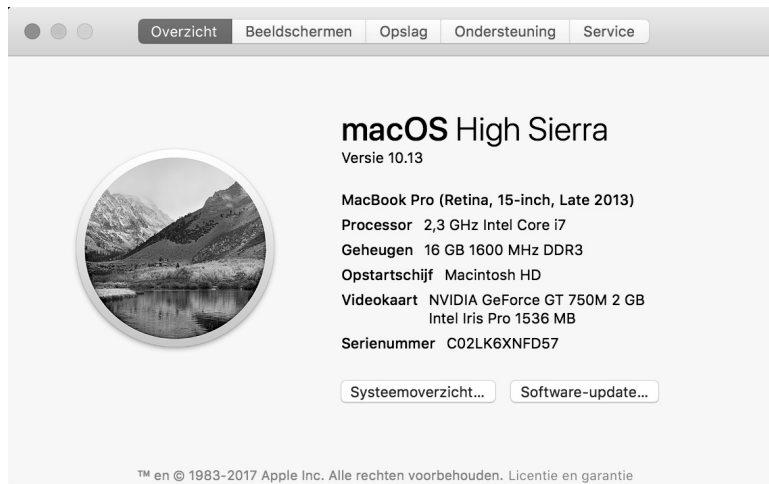 Overzicht Beeldschermen Opslag Ondersteuning Service
macOS High Sierra
Versie 10.13
MacBook Pro (Retina, 15-inch, Late 2013)
Processor 2,3 GHz Intel Core i7
Geheugen 16 GB 1600 MHz DDR3
Opstartschijf Macintosh HD
Videokaart NVIDIA GeForce GT 750M 2 GB
Intel Iris Pro 1536 MB
Serienummer C02LK6XNFD57
Systeemoverzicht... Software-update...
™ en © 1983-2017 Apple Inc. Alle rechten voorbehouden. Licentie en garantie